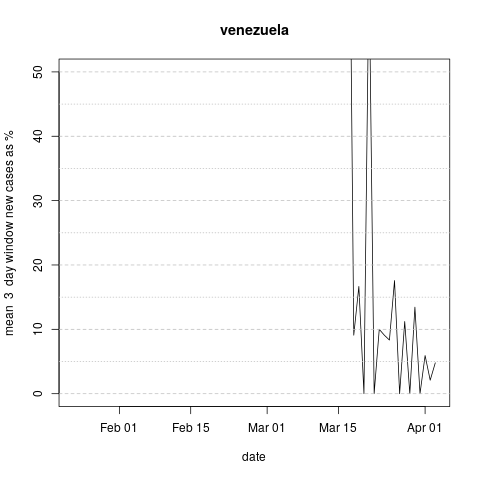 venezuela
mean 3 day window new cases as %
50
40
30
20
10
0
Feb 01
Feb 15
Mar 01
Mar 15
Apr 01
date